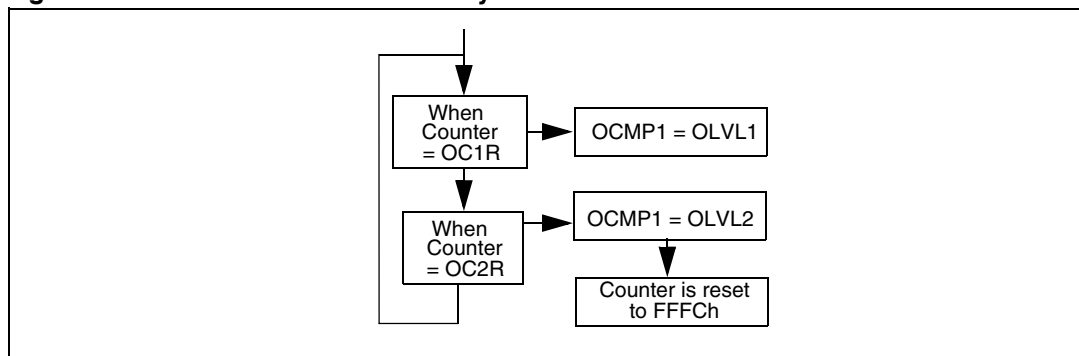 When
Counter
= OC1R
OCMP1 = OLVL1
When
Counter
= OC2R
OCMP1 = OLVL2
Counter is reset
to FFFCh